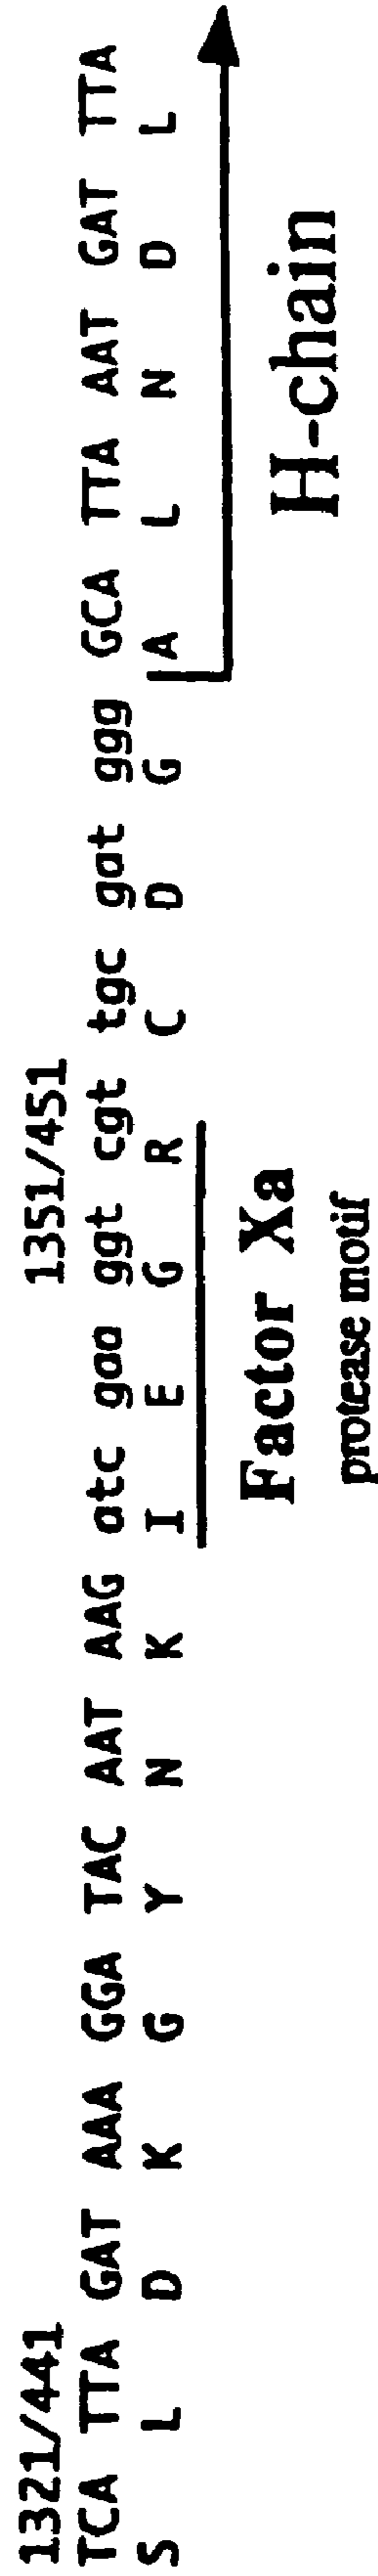 1321/441 1351/451
TCA TTA GAT AAA GGA TAC AAT AAG atc gaa ggt cgt tgc gat ggg GCA TTA AAT GAT TTA
S L D K G Y N K I E G R C D G A L N D L
Factor Xa H-chain
protease motif